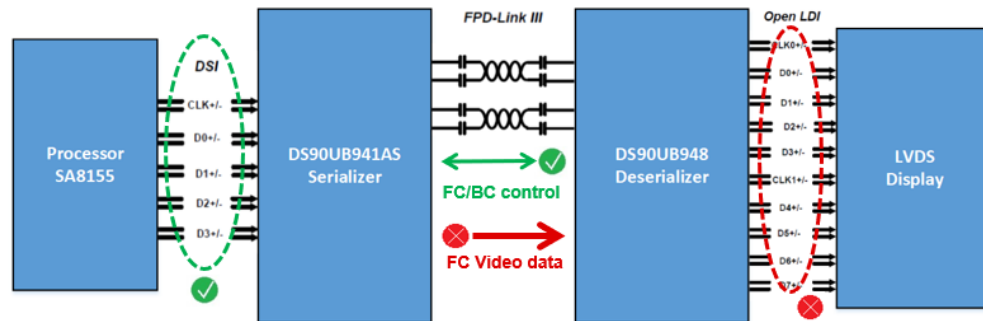 FPD-Link III
Open LDI
DSI
CLK+/-
D0+/-
D1+/-
D2+/-
D3+/-
Processor
SA8155
DS90UB941AS
Serializer
FC/BC control
FC Video data
DS90UB948
Deserializer
CLK0+/-
D0+/-
D1+/-
D2+/-
D3+/-
CLK1+/-
D4+/-
D5+/-
D6+/-
D7+/-
LVDS
Display